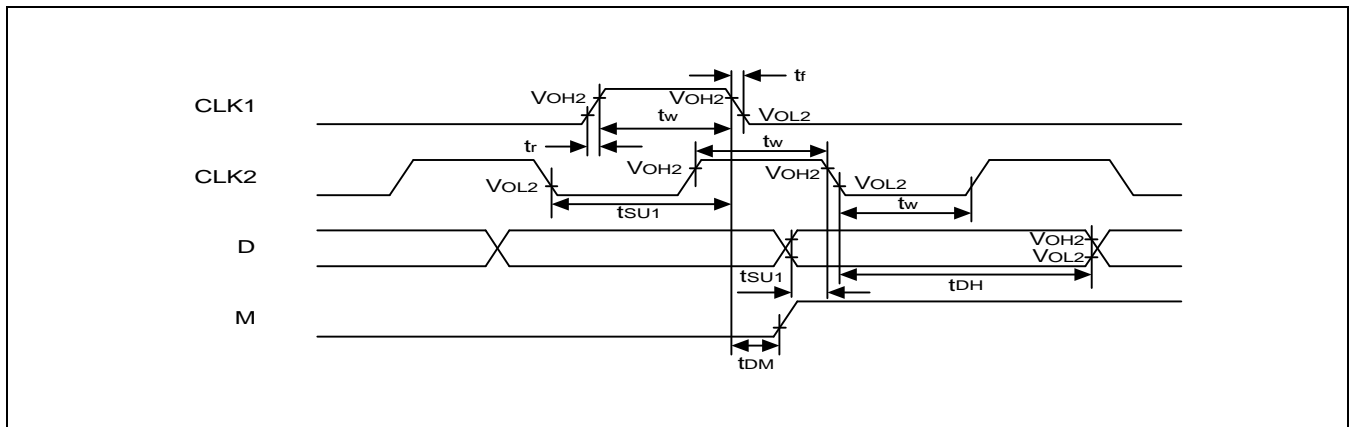 tf
CLK1
VOH2
VOH2
VOL2
tw
tr
tw
CLK2
VOH2
VOH2
VOL2
VOL2
tw
tSU1
D
VOH2
VOL2
tSU1
tDH
M
tDM